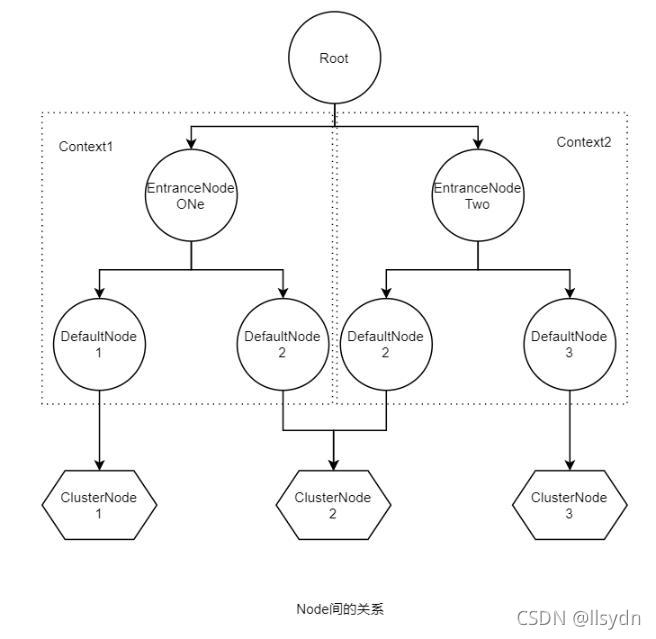 Root
Context1
Context2
EntranceNode
ONe
EntranceNode
Two
DefaultNode
1
DefaultNode
2
DefaultNode
2
DefaultNode
3
ClusterNode
1
ClusterNode
2
ClusterNode
3
Node间的关系
CSDN @llsydn